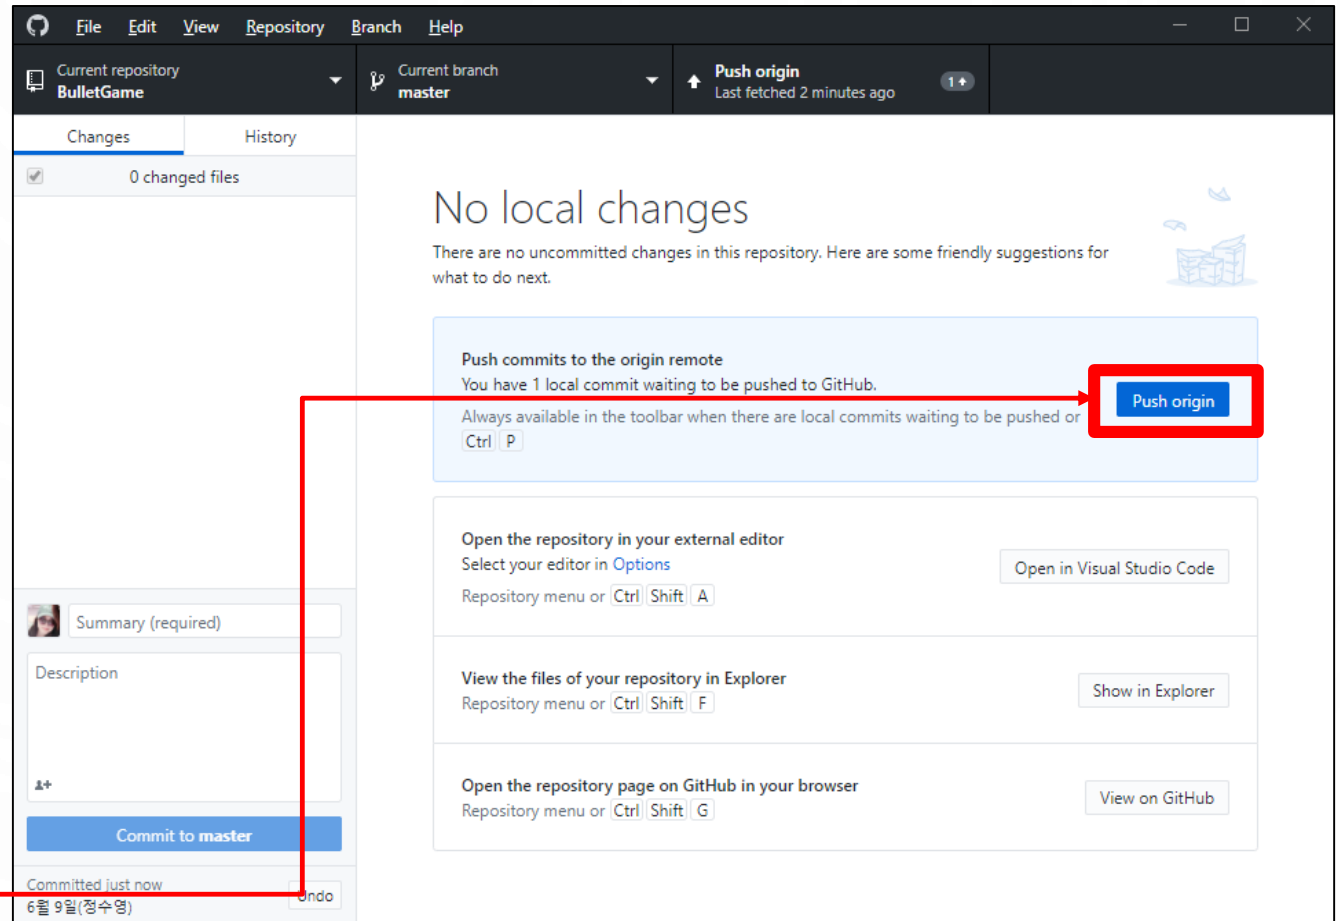 File Edit View Repository Branch Help
Current repository
BulletGame
Current branch
master
Push origin
Last fetched 2 minutes ago
1
Changes History
0 changed files
No local changes
There are no uncommitted changes in this repository. Here are some friendly suggestions for
what to do next.
Push commits to the origin remote
You have 1 local commit waiting to be pushed to GitHub.
Always available in the toolbar when there are local commits waiting to be pushed or
Ctrl P
Push origin
Open the repository in your external editor
Select your editor in Options
Repository menu or Ctrl Shift A
Open in Visual Studio Code
View the files of your repository in Explorer
Repository menu or Ctrl Shift F
Show in Explorer
Open the repository page on GitHub in your browser
Repository menu or Ctrl Shift G
View on GitHub
Summary (required)
Description
Commit to master
Committed just now
6월 9일(정수영)
Undo